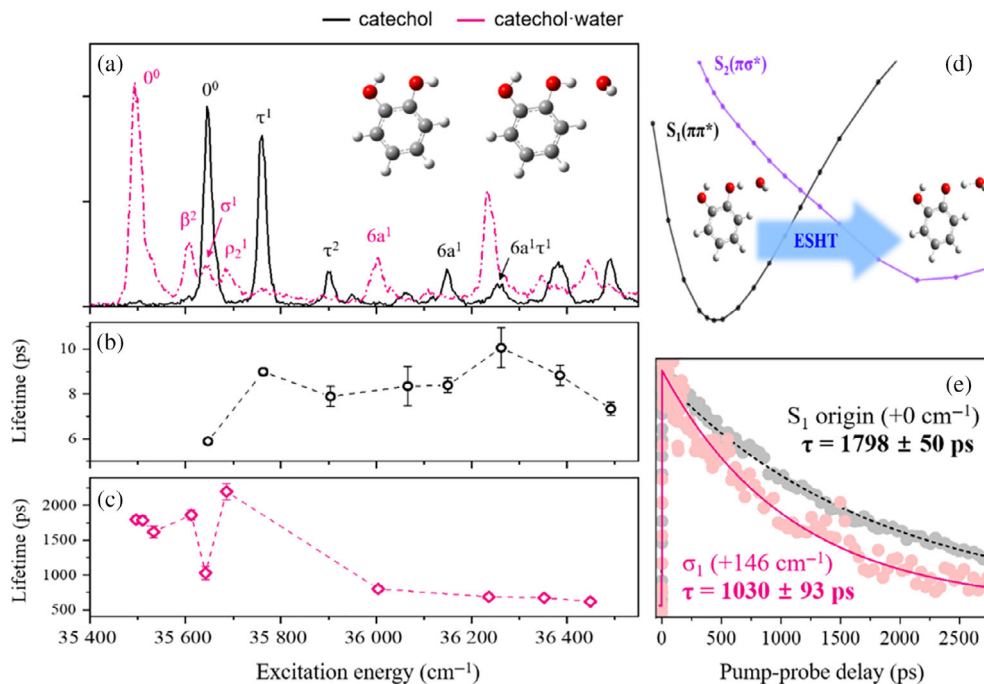 catechol catechol·water
(a)
0⁰
0⁰
τ¹
β²
σ¹
ρ₂¹
τ²
6a¹
6a¹
6a¹τ¹
(b)
Lifetime (ps)
10
8
6
(c)
Lifetime (ps)
2000
1500
1000
500
35 400 35 600 35 800 36 000 36 200 36 400
Excitation energy (cm⁻¹)
(d)
S₂(πσ*)
S₁(ππ*)
ESHT
(e)
S₁ origin (+0 cm⁻¹)
τ = 1798 ± 50 ps
σ₁ (+146 cm⁻¹)
τ = 1030 ± 93 ps
0 500 1000 1500 2000 2500
Pump-probe delay (ps)